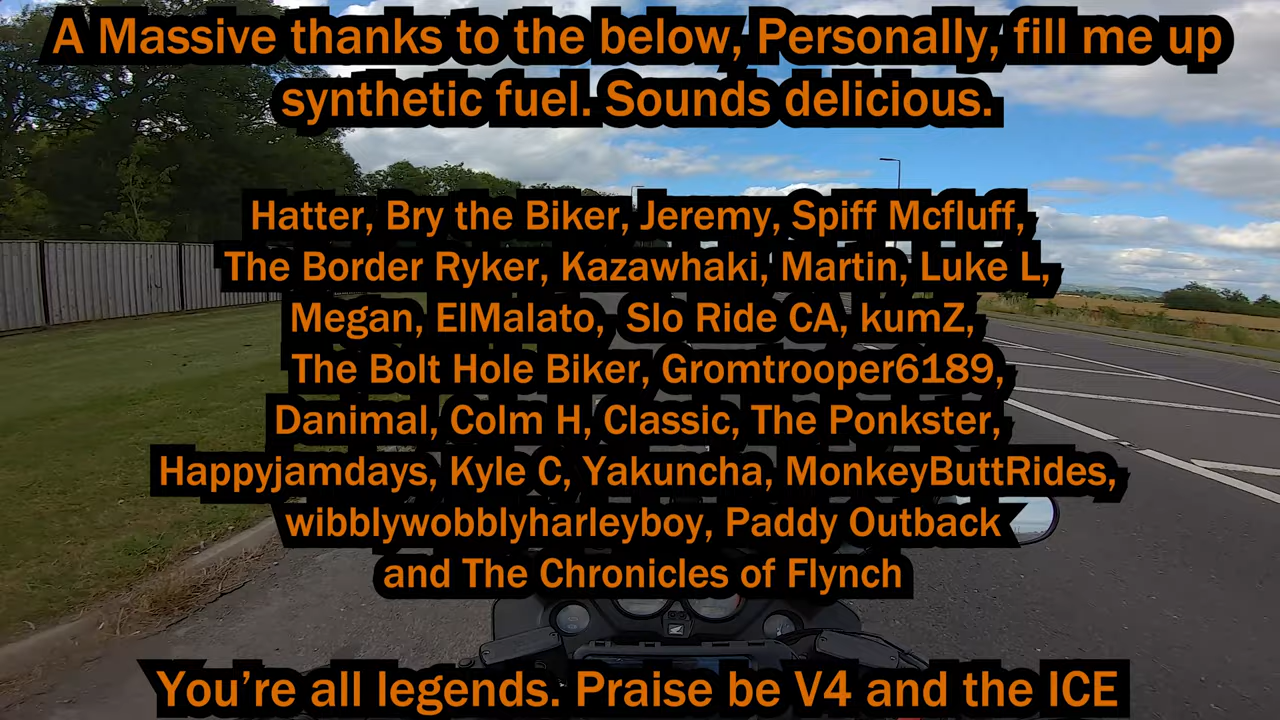 A Massive thanks to the below, Personally, fill me up
synthetic fuel. Sounds delicious.
Hatter, Bry the Biker, Jeremy, Spiff Mcfluff,
The Border Ryker, Kazawhaki, Martin, Luke L,
Megan, ElMalato, Slo Ride CA, kumZ,
The Bolt Hole Biker, Gromtrooper6189,
Danimal, Colm H, Classic, The Ponkster,
Happyjamdays, Kyle C, Yakuncha, MonkeyButtRides,
wibblywobblyharleyboy, Paddy Outback
and The Chronicles of Flynch
You’re all legends. Praise be V4 and the ICE